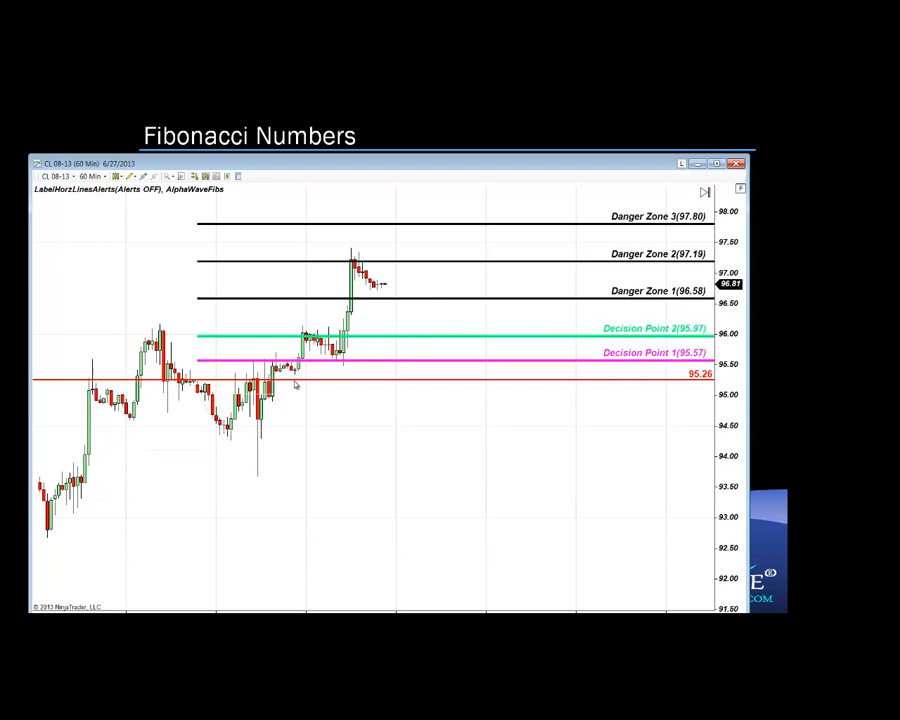 Fibonacci Numbers
CL 08-13 (60 Min) 6/27/2013
L
CL 08-13 60 Min
F
LabelHorzLinesAlerts(Alerts OFF), AlphaWaveFibs
98.00
Danger Zone 3(97.80)
97.50
Danger Zone 2(97.19)
97.00
96.81
Danger Zone 1(96.58)
96.50
96.00
Decision Point 2(95.97)
Decision Point 1(95.57)
95.50
95.26
95.00
94.50
94.00
93.50
93.00
92.50
92.00
E®
.COM
91.50
© 2013 NinjaTrader, LLC